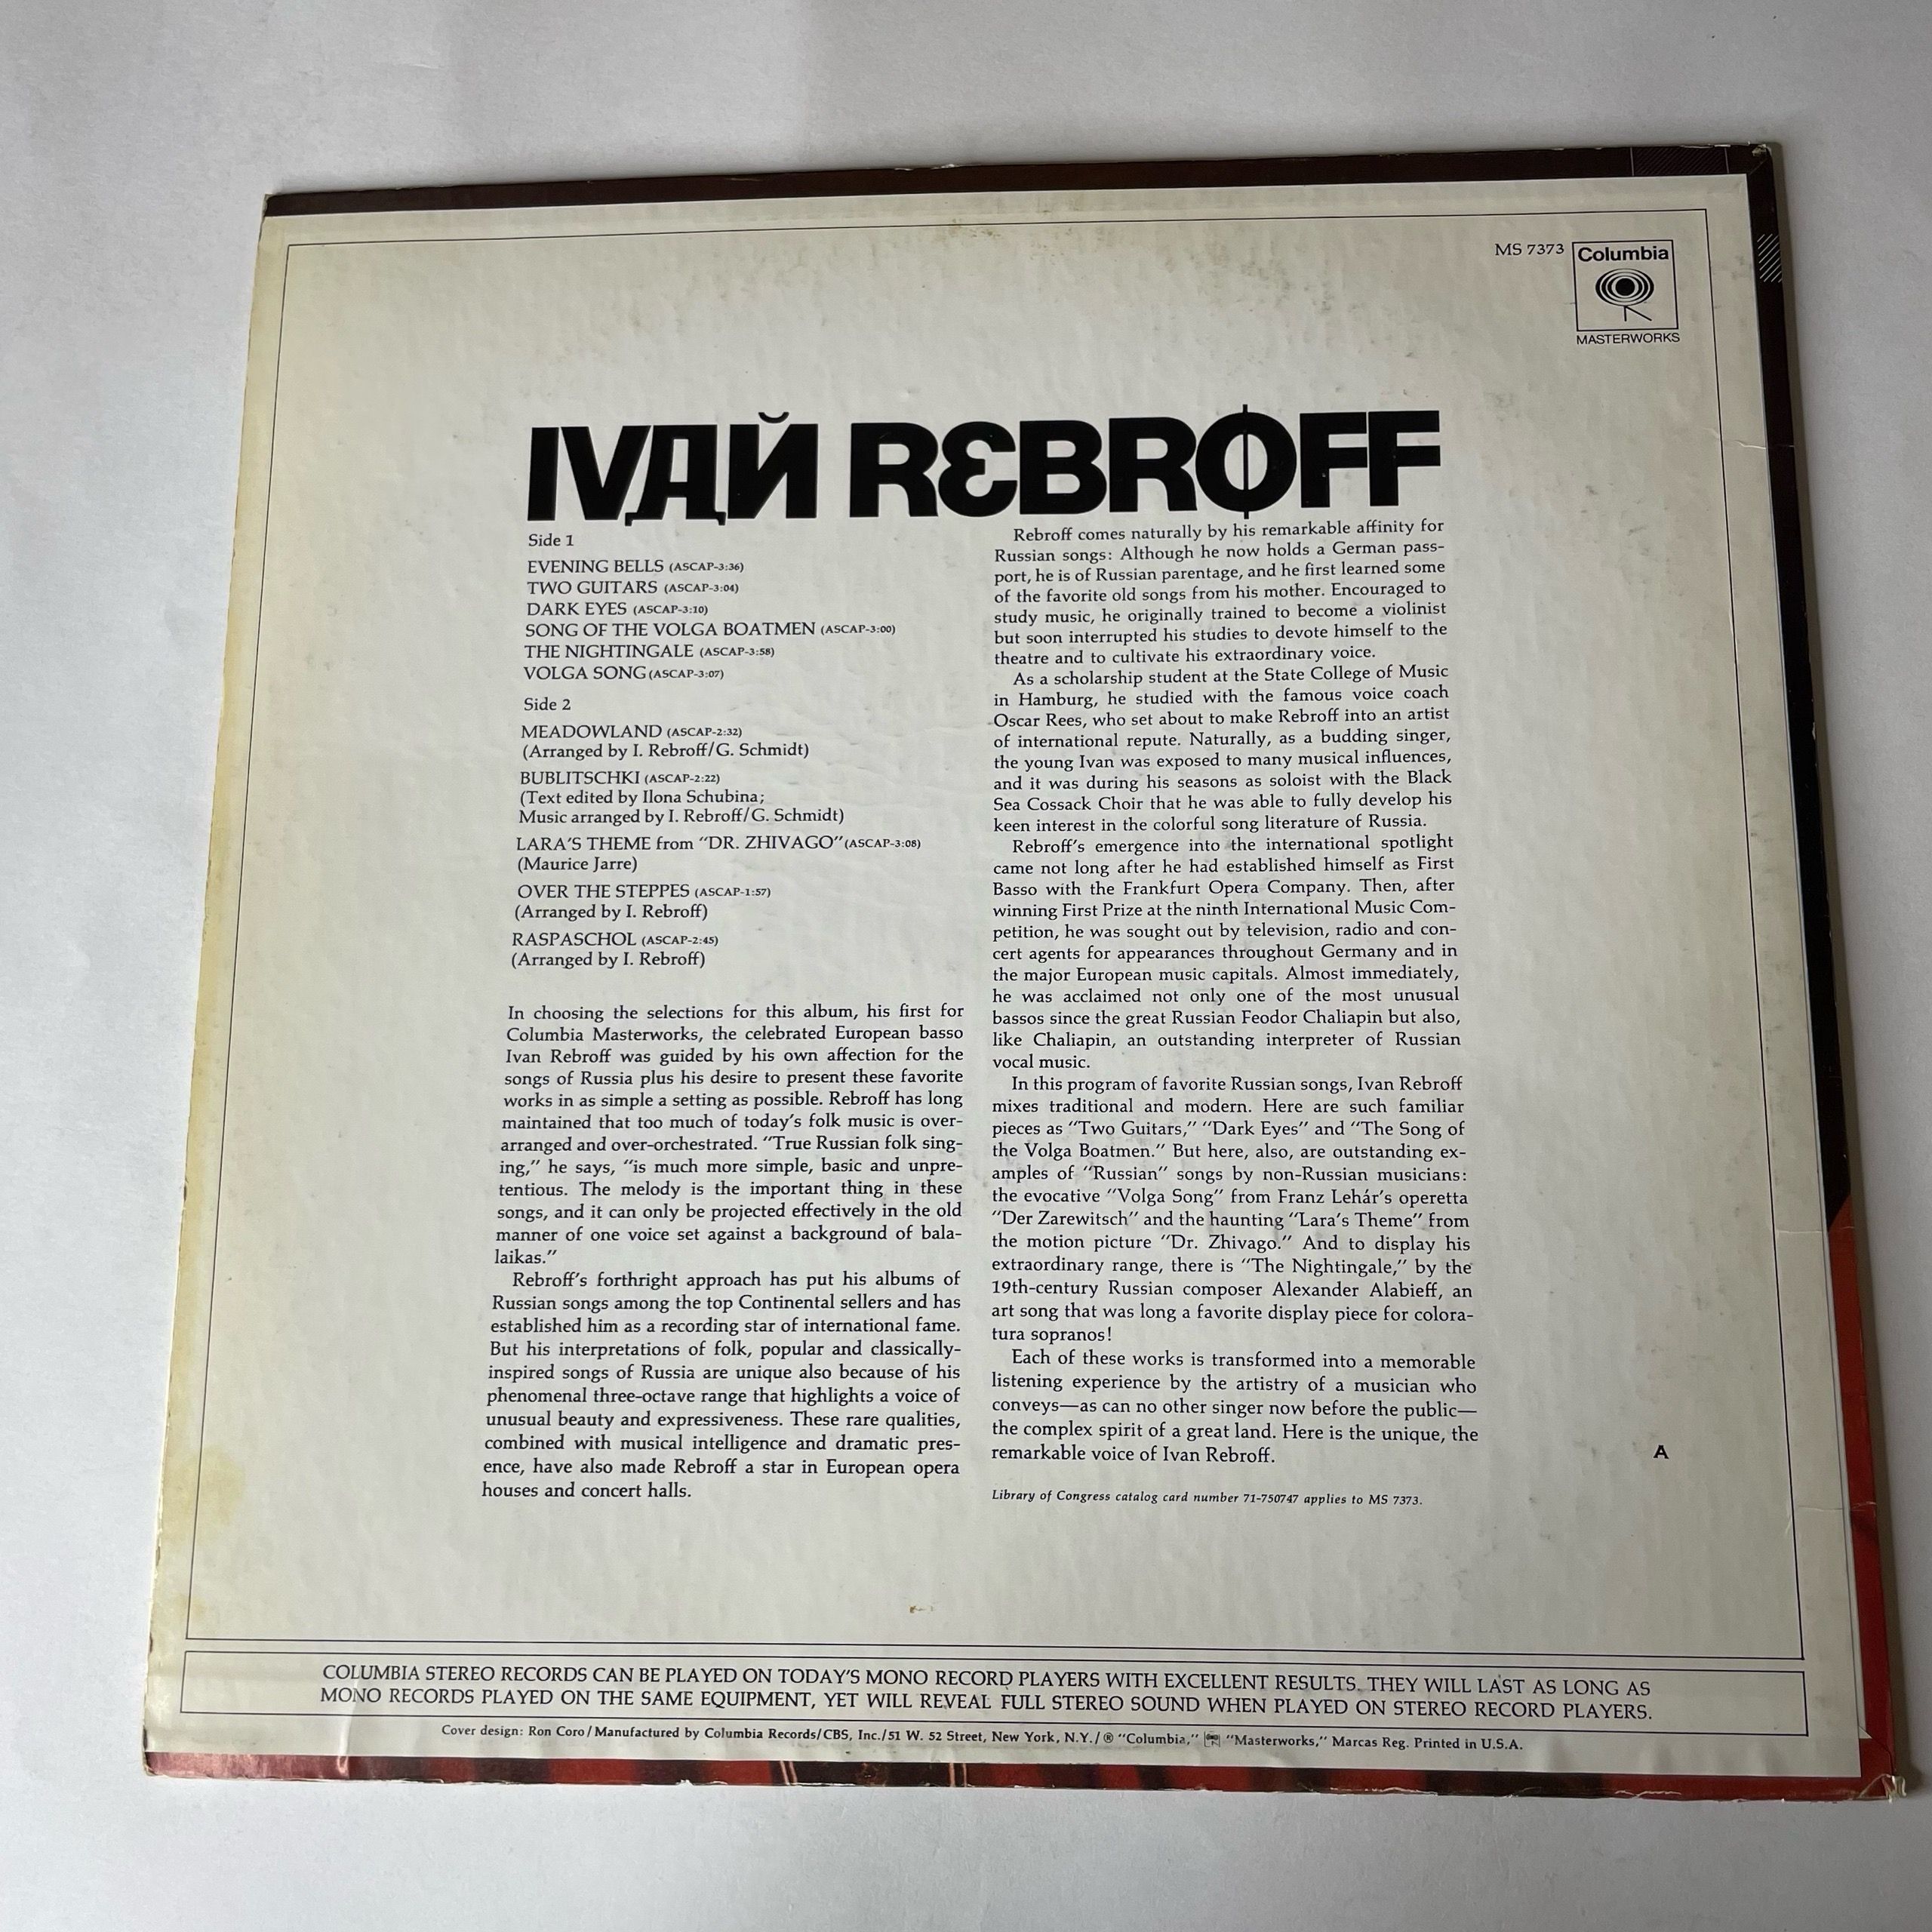 MS 7373
Columbia
MASTERWORKS
IVAЙ REBROFF
Side 1
EVENING BELLS (ASCAP-3:36)
TWO GUITARS (ASCAP-3:04)
DARK EYES (ASCAP-3:10)
SONG OF THE VOLGA BOATMEN (ASCAP-3:00)
THE NIGHTINGALE (ASCAP-3:58)
VOLGA SONG (ASCAP-3:07)
Side 2
MEADOWLAND (ASCAP-2:32)
(Arranged by I. Rebroff/G. Schmidt)
BUBLITSCHKI (ASCAP-2:22)
(Text edited by Ilona Schubina;
Music arranged by I. Rebroff/G. Schmidt)
LARA'S THEME from "DR. ZHIVAGO" (ASCAP-3:08)
(Maurice Jarre)
OVER THE STEPPES (ASCAP-1:57)
(Arranged by I. Rebroff)
RASPASCHOL (ASCAP-2:45)
(Arranged by I. Rebroff)
In choosing the selections for this album, his first for
Columbia Masterworks, the celebrated European basso
Ivan Rebroff was guided by his own affection for the
songs of Russia plus his desire to present these favorite
works in as simple a setting as possible. Rebroff has long
maintained that too much of today's folk music is over-
arranged and over-orchestrated. "True Russian folk sing-
ing," he says, "is much more simple, basic and unpre-
tentious. The melody is the important thing in these
songs, and it can only be projected effectively in the old
manner of one voice set against a background of bala-
laikas."
Rebroff's forthright approach has put his albums of
Russian songs among the top Continental sellers and has
established him as a recording star of international fame.
But his interpretations of folk, popular and classically-
inspired songs of Russia are unique also because of his
phenomenal three-octave range that highlights a voice of
unusual beauty and expressiveness. These rare qualities,
combined with musical intelligence and dramatic pres-
ence, have also made Rebroff a star in European opera
houses and concert halls.
Rebroff comes naturally by his remarkable affinity for
Russian songs: Although he now holds a German pass-
port, he is of Russian parentage, and he first learned some
of the favorite old songs from his mother. Encouraged to
study music, he originally trained to become a violinist
but soon interrupted his studies to devote himself to the
theatre and to cultivate his extraordinary voice.
As a scholarship student at the State College of Music
in Hamburg, he studied with the famous voice coach
Oscar Rees, who set about to make Rebroff into an artist
of international repute. Naturally, as a budding singer,
the young Ivan was exposed to many musical influences,
and it was during his seasons as soloist with the Black
Sea Cossack Choir that he was able to fully develop his
keen interest in the colorful song literature of Russia.
Rebroff's emergence into the international spotlight
came not long after he had established himself as First
Basso with the Frankfurt Opera Company. Then, after
winning First Prize at the ninth International Music Com-
petition, he was sought out by television, radio and con-
cert agents for appearances throughout Germany and in
the major European music capitals. Almost immediately,
he was acclaimed not only one of the most unusual
bassos since the great Russian Feodor Chaliapin but also,
like Chaliapin, an outstanding interpreter of Russian
vocal music.
In this program of favorite Russian songs, Ivan Rebroff
mixes traditional and modern. Here are such familiar
pieces as "Two Guitars," "Dark Eyes" and "The Song of
the Volga Boatmen." But here, also, are outstanding ex-
amples of "Russian" songs by non-Russian musicians:
the evocative "Volga Song" from Franz Lehár's operetta
"Der Zarewitsch" and the haunting "Lara's Theme" from
the motion picture "Dr. Zhivago." And to display his
extraordinary range, there is "The Nightingale," by the
19th-century Russian composer Alexander Alabieff, an
art song that was long a favorite display piece for colora-
tura sopranos!
Each of these works is transformed into a memorable
listening experience by the artistry of a musician who
conveys—as can no other singer now before the public—
the complex spirit of a great land. Here is the unique, the
remarkable voice of Ivan Rebroff.
A
Library of Congress catalog card number 71-750747 applies to MS 7373.
COLUMBIA STEREO RECORDS CAN BE PLAYED ON TODAY'S MONO RECORD PLAYERS WITH EXCELLENT RESULTS. THEY WILL LAST AS LONG AS
MONO RECORDS PLAYED ON THE SAME EQUIPMENT, YET WILL REVEAL FULL STEREO SOUND WHEN PLAYED ON STEREO RECORD PLAYERS.
Cover design: Ron Coro/Manufactured by Columbia Records/CBS, Inc./51 W. 52 Street, New York, N.Y./® "Columbia," "Masterworks," Marcas Reg. Printed in U.S.A.